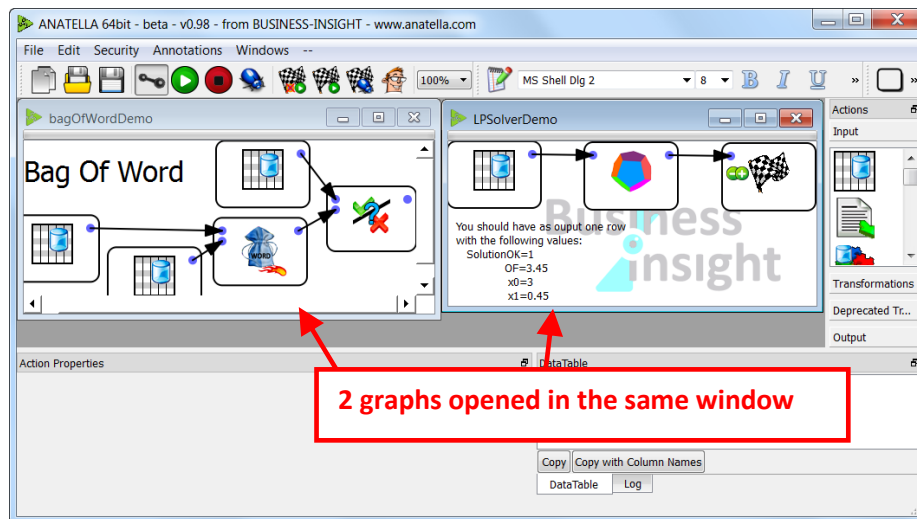 ANATELLA 64bit - beta - v0.98 - from BUSINESS-INSIGHT - www.anatella.com
File Edit Security Annotations Windows --
100% MS Shell Dlg 2 8 B I U » »
bagOfWordDemo
LPSolverDemo
Actions
Input
Bag Of Word
WORD
Business
insight
You should have as ouput one row
with the following values:
SolutionOK=1
OF=3.45
x0=3
x1=0.45
Transformations
Deprecated Tr...
Output
Action Properties
DataTable
2 graphs opened in the same window
Copy Copy with Column Names
DataTable Log